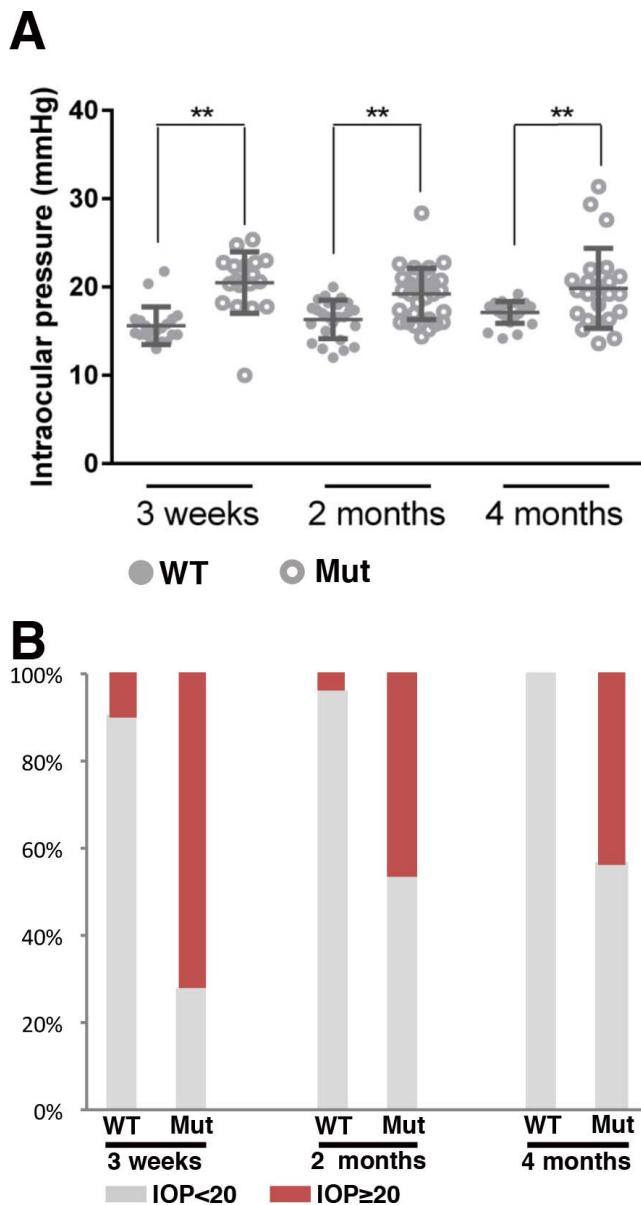 A
Intraocular pressure (mmHg)
40
30
20
10
0
** ** **
3 weeks 2 months 4 months
WT Mut
B
100%
80%
60%
40%
20%
0%
WT Mut WT Mut WT Mut
3 weeks 2 months 4 months
IOP<20 IOP≥20